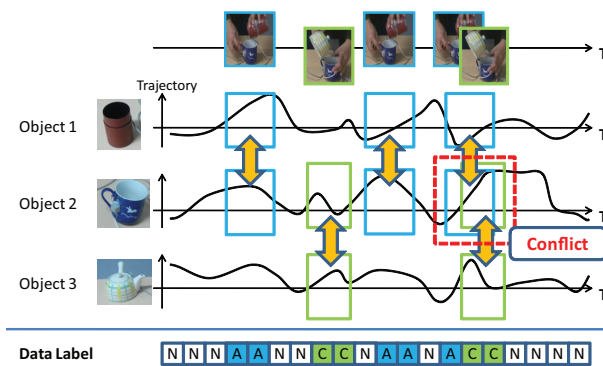 T
Trajectory
Object 1
T
Object 2
T
Conflict
Object 3
T
Data Label N N N A A N N C C N A A N A C C N N N N